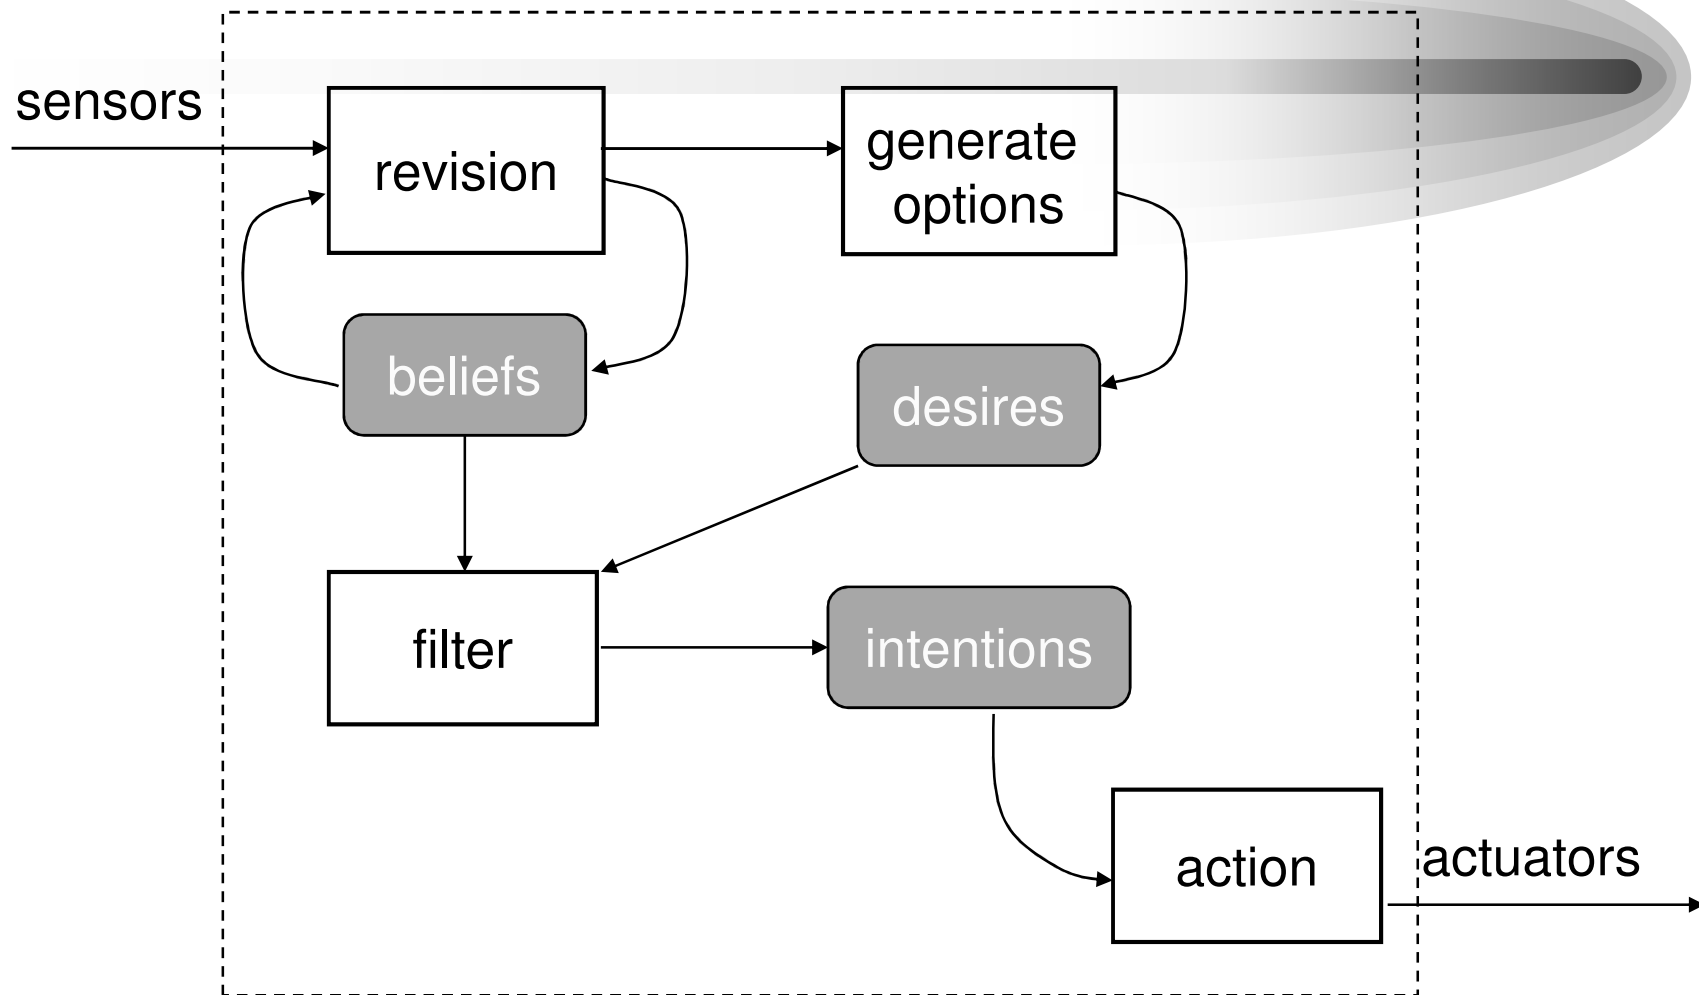 sensors
revision
generate
options
beliefs
desires
filter
intentions
action
actuators